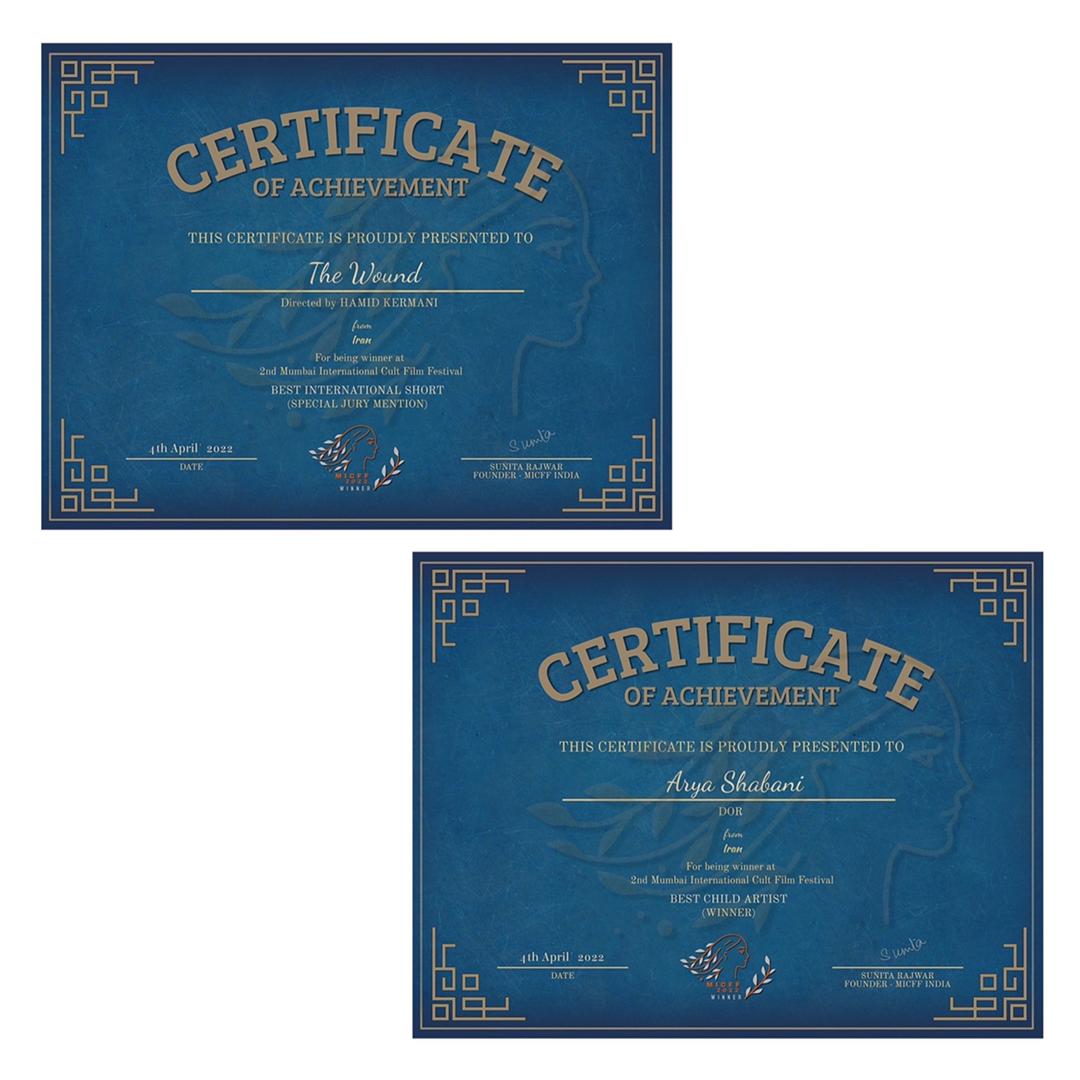 CERTIFICATE
OF ACHIEVEMENT
THIS CERTIFICATE IS PROUDLY PRESENTED TO
The Wound
Directed by HAMID KERMANI
from
Iran
For being winner at
2nd Mumbai International Cult Film Festival
BEST INTERNATIONAL SHORT
(SPECIAL JURY MENTION)
4th April' 2022
DATE
MICFF
2022
WINNER
Sunita
SUNITA RAJWAR
FOUNDER - MICFF INDIA
CERTIFICATE
OF ACHIEVEMENT
THIS CERTIFICATE IS PROUDLY PRESENTED TO
Arya Shabani
DOR
from
Iran
For being winner at
2nd Mumbai International Cult Film Festival
BEST CHILD ARTIST
(WINNER)
4th April' 2022
DATE
MICFF
2022
WINNER
Sunita
SUNITA RAJWAR
FOUNDER - MICFF INDIA